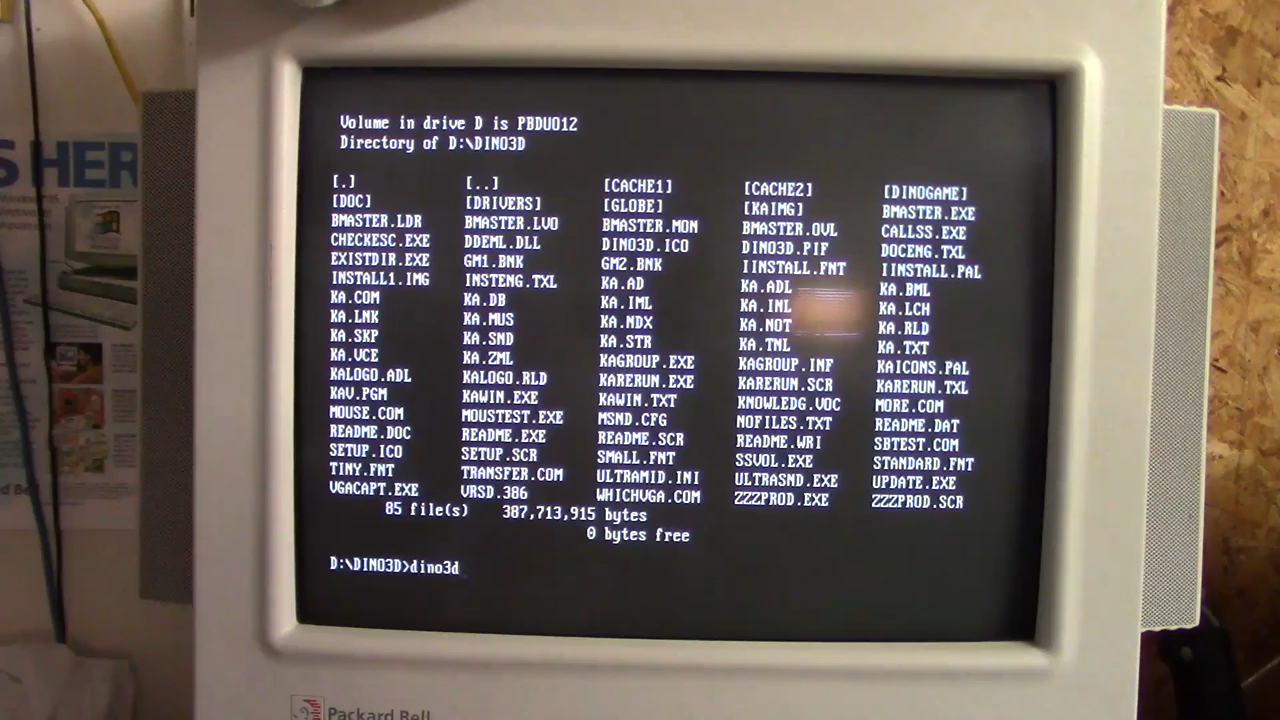 Volume in drive D is PBDUO12
Directory of D:\DINO3D
[.] [..] [CACHE1] [CACHE2] [DINOGAME]
[DOC] [DRIVERS] [GLOBE] [KAIMG] BMASTER.EXE
BMASTER.LDR BMASTER.LVO BMASTER.MON BMASTER.OVL CALLSS.EXE
CHECKESC.EXE DDEML.DLL DINO3D.ICO DINO3D.PIF DOCENG.TXL
EXISTDIR.EXE GM1.BNK GM2.BNK IINSTALL.FNT IINSTALL.PAL
INSTALL1.IMG INSTENG.TXL KA.AD KA.ADL KA.BML
KA.COM KA.DB KA.IML KA.INL KA.LCH
KA.LNK KA.MUS KA.NDX KA.NOT KA.RLD
KA.SKP KA.SND KA.STR KA.TNL KA.TXT
KA.VCE KA.ZML KAGROUP.EXE KAGROUP.INF KAICONS.PAL
KALOGO.ADL KALOGO.RLD KARERUN.EXE KARERUN.SCR KARERUN.TXL
KAV.PGM KAWIN.EXE KAWIN.TXT KNOWLEDG.VOC MORE.COM
MOUSE.COM MOUSTEST.EXE MSND.CFG NOFILES.TXT README.DAT
README.DOC README.EXE README.SCR README.WRI SBTEST.COM
SETUP.ICO SETUP.SCR SMALL.FNT SSVOL.EXE STANDARD.FNT
TINY.FNT TRANSFER.COM ULTRAMID.INI ULTRASND.EXE UPDATE.EXE
VGACAPT.EXE VRSD.386 WHICHVGA.COM ZZZPROD.EXE ZZZPROD.SCR
85 file(s) 387,713,915 bytes
0 bytes free
D:\DINO3D>dino3d
Packard Bell
S HER